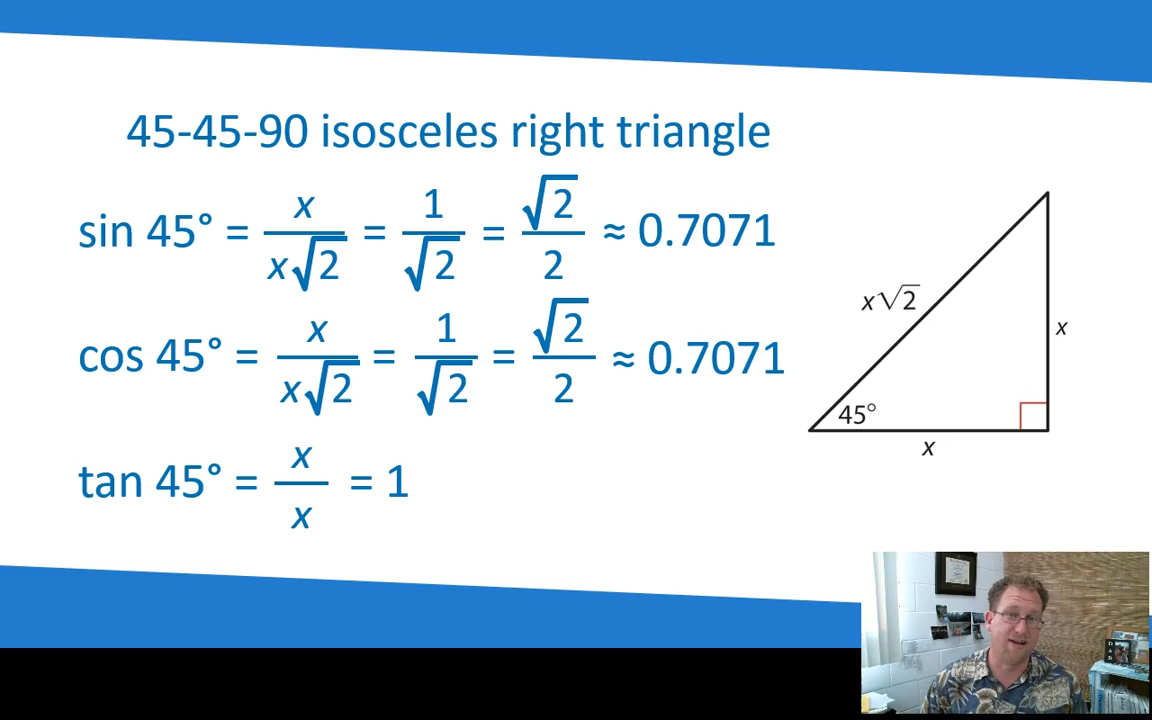 45-45-90 isosceles right triangle
sin 45° = x / x√2 = 1 / √2 = √2 / 2 ≈ 0.7071
cos 45° = x / x√2 = 1 / √2 = √2 / 2 ≈ 0.7071
tan 45° = x / x = 1
x√2
x
45°
x
DAD